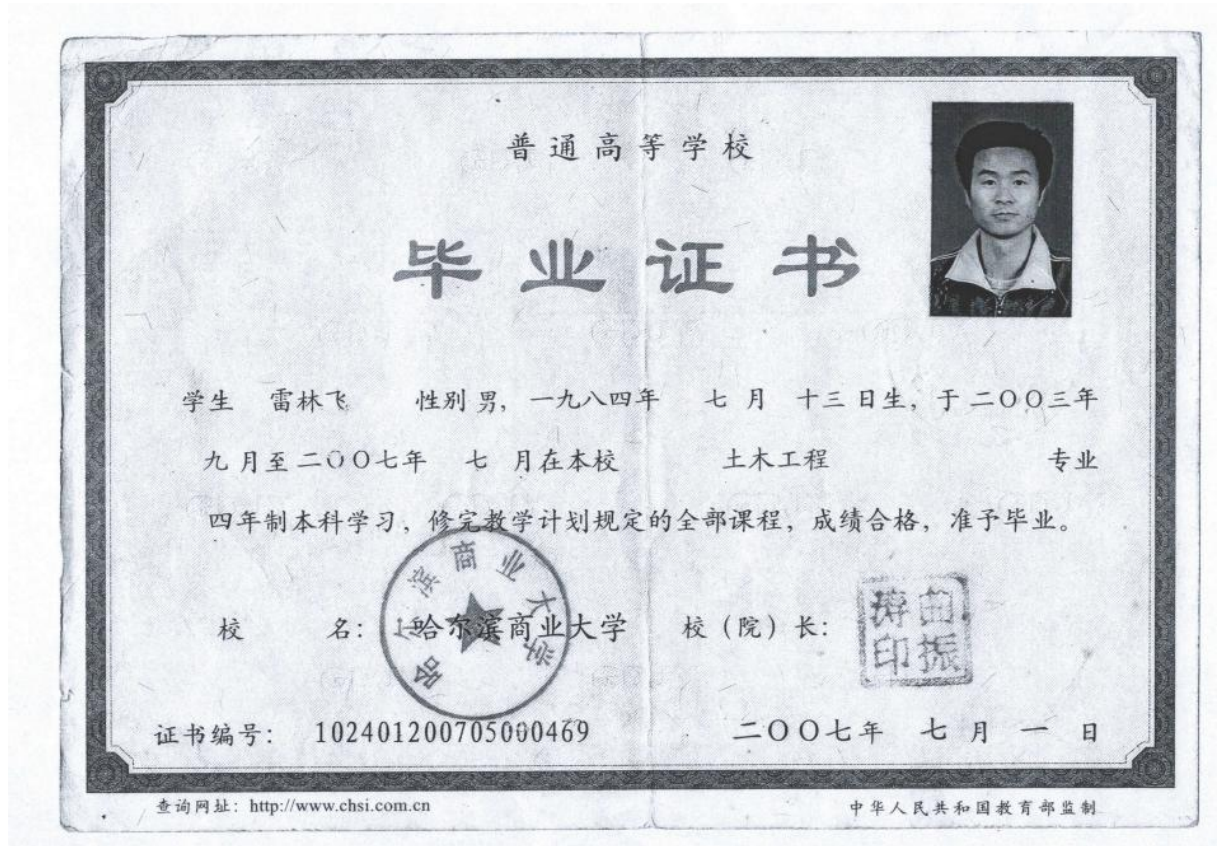 普通高等学校
毕业证书
学生 雷林飞 性别 男, 一九八四年 七 月 十三 日生, 于 二〇〇三年
九 月至 二〇〇七年 七 月在本校 土木工程 专业
四年制本科学习, 修完教学计划规定的全部课程, 成绩合格, 准予毕业。
哈尔滨商业大学
校 名: 哈尔滨商业大学 校(院)长:
证书编号: 102401200705000469 二〇〇七年 七 月 一 日
查询网址: http://www.chsi.com.cn 中华人民共和国教育部监制